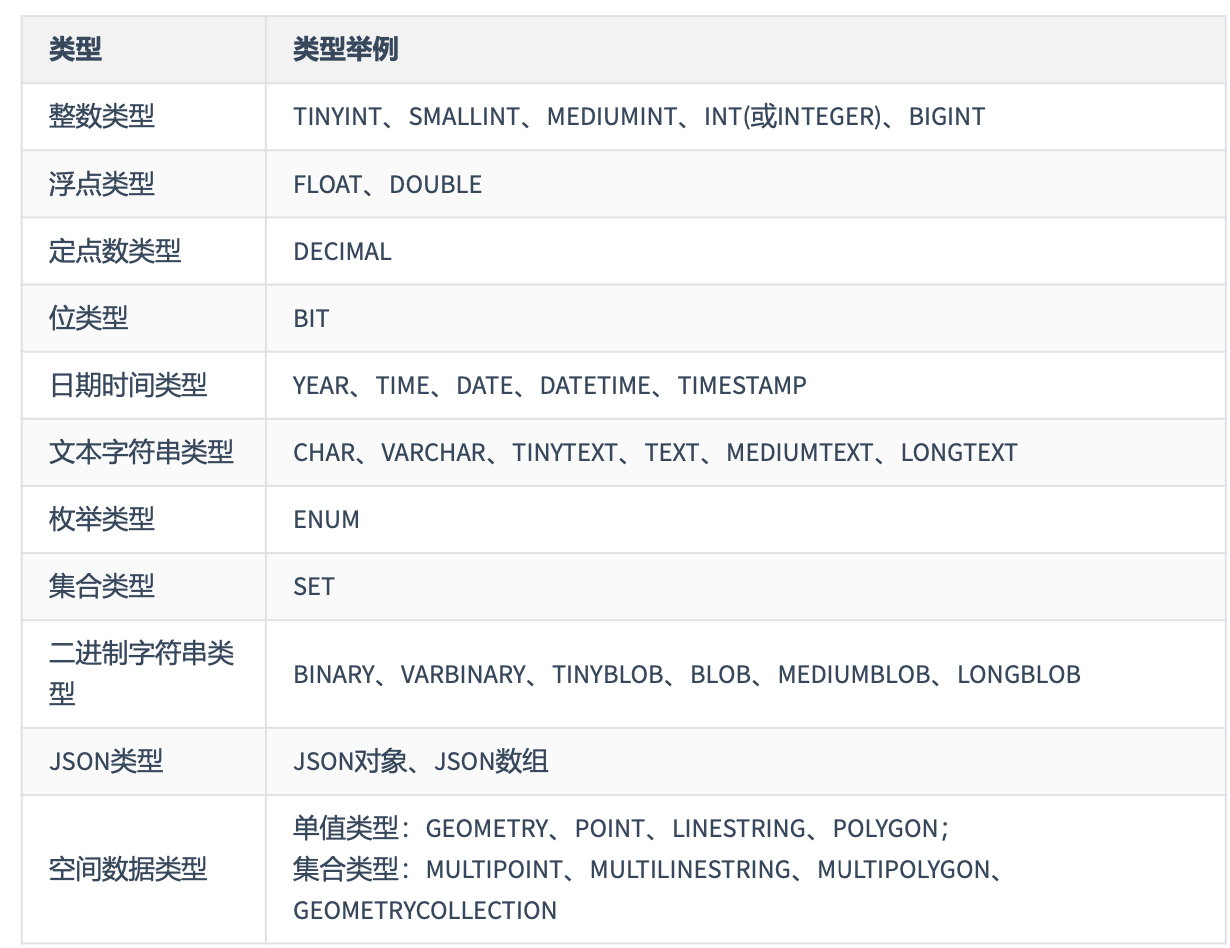 类型 类型举例
整数类型 TINYINT、SMALLINT、MEDIUMINT、INT(或INTEGER)、BIGINT
浮点类型 FLOAT、DOUBLE
定点数类型 DECIMAL
位类型 BIT
日期时间类型 YEAR、TIME、DATE、DATETIME、TIMESTAMP
文本字符串类型 CHAR、VARCHAR、TINYTEXT、TEXT、MEDIUMTEXT、LONGTEXT
枚举类型 ENUM
集合类型 SET
二进制字符串类
型
BINARY、VARBINARY、TINYBLOB、BLOB、MEDIUMBLOB、LONGBLOB
JSON类型 JSON对象、JSON数组
空间数据类型
单值类型：GEOMETRY、POINT、LINESTRING、POLYGON；
集合类型：MULTIPOINT、MULTILINESTRING、MULTIPOLYGON、
GEOMETRYCOLLECTION